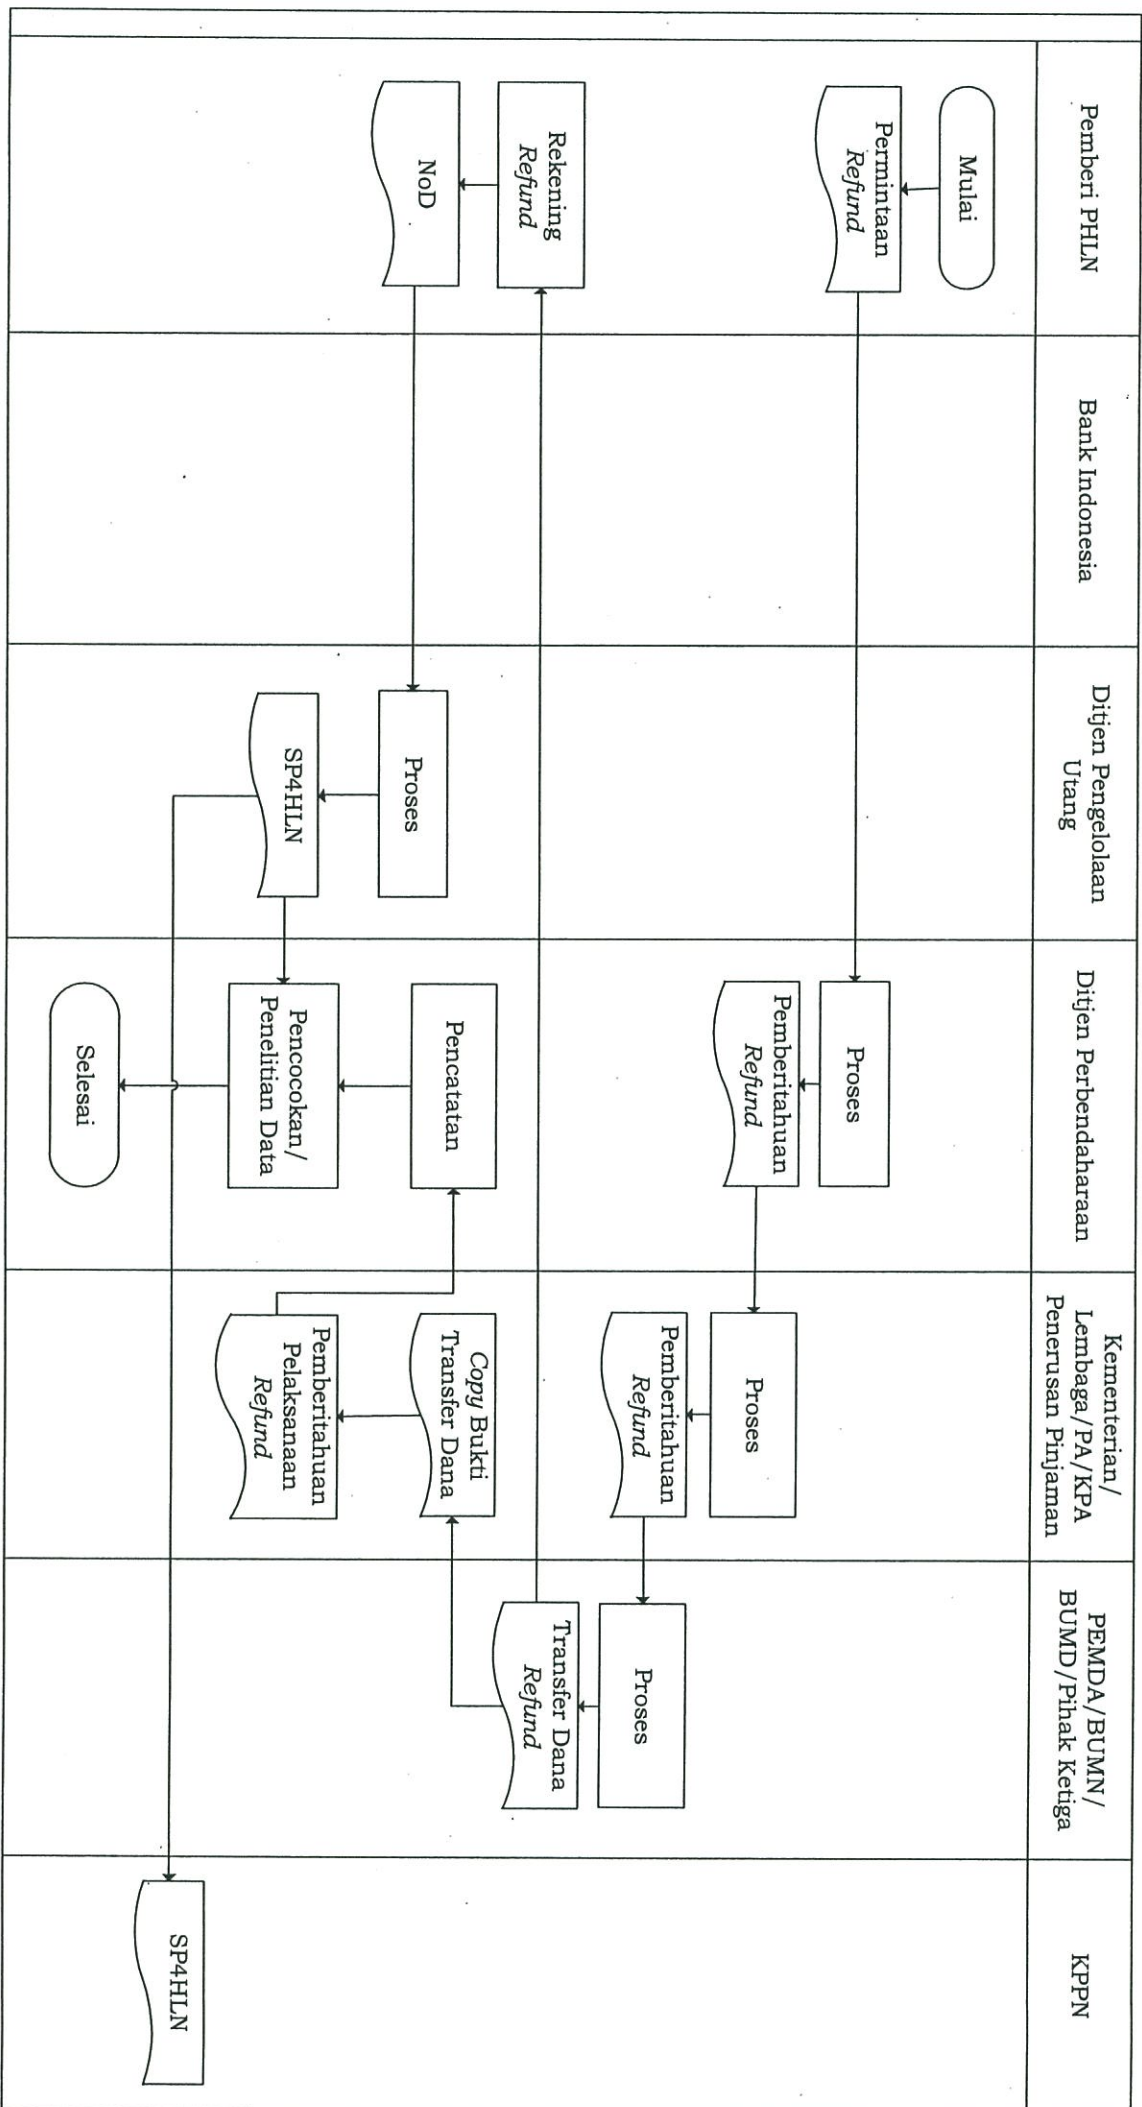 Pemberi PHLN
Bank Indonesia
Ditjen Pengelolaan
Utang
Ditjen Perbendaharaan
Kementerian/
Lembaga/PA/KPA
Penerusan Pinjaman
PEMDA/BUMN/
BUMD/Pihak Ketiga
KPPN
Mulai
Permintaan
Refund
Proses
Pemberitahuan
Refund
Proses
Pemberitahuan
Refund
Proses
Transfer Dana
Refund
Rekening
Refund
NoD
Copy Bukti
Transfer Dana
Pemberitahuan
Pelaksanaan
Refund
Pencatatan
Proses
SP4HLN
Pencocokan/
Penelitian Data
Selesai
SP4HLN